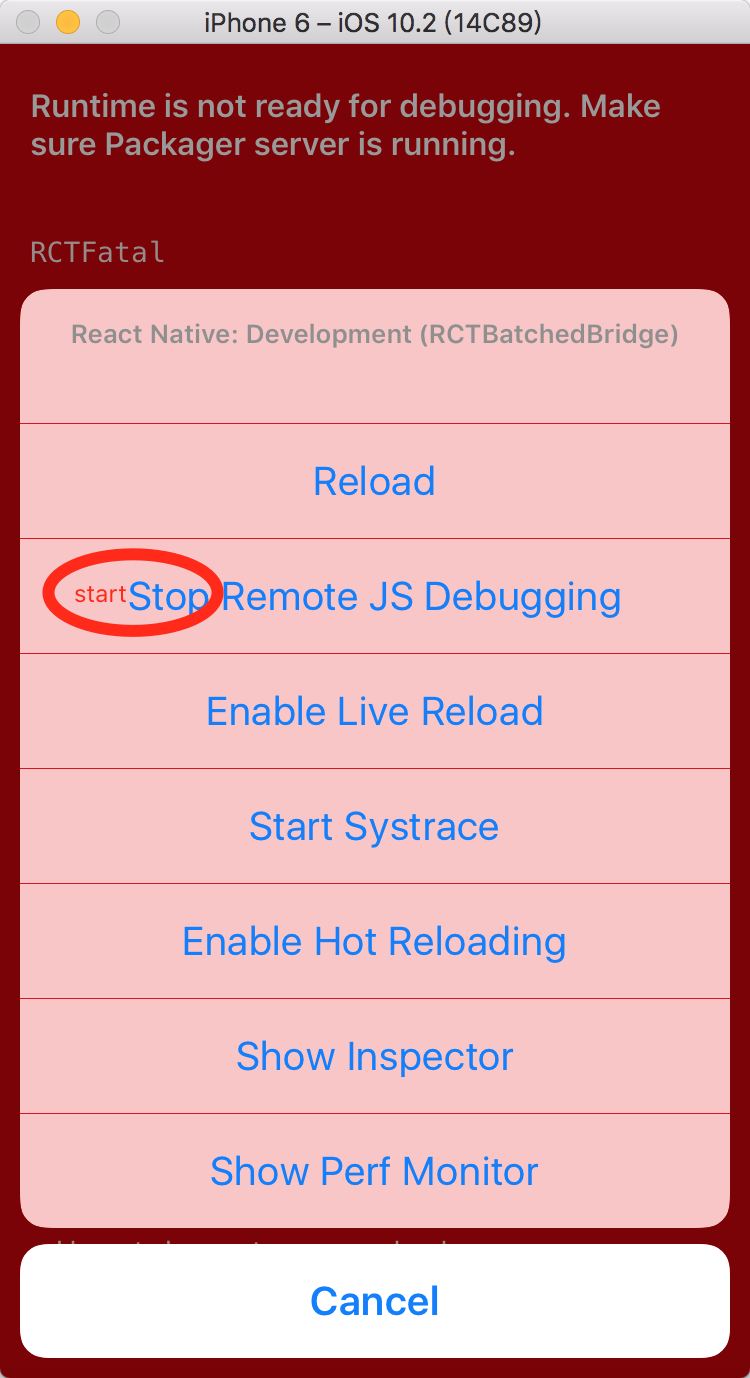 iPhone 6 – iOS 10.2 (14C89)
Runtime is not ready for debugging. Make
sure Packager server is running.
RCTFatal
React Native: Development (RCTBatchedBridge)
Reload
start Stop Remote JS Debugging
Enable Live Reload
Start Systrace
Enable Hot Reloading
Show Inspector
Show Perf Monitor
Cancel